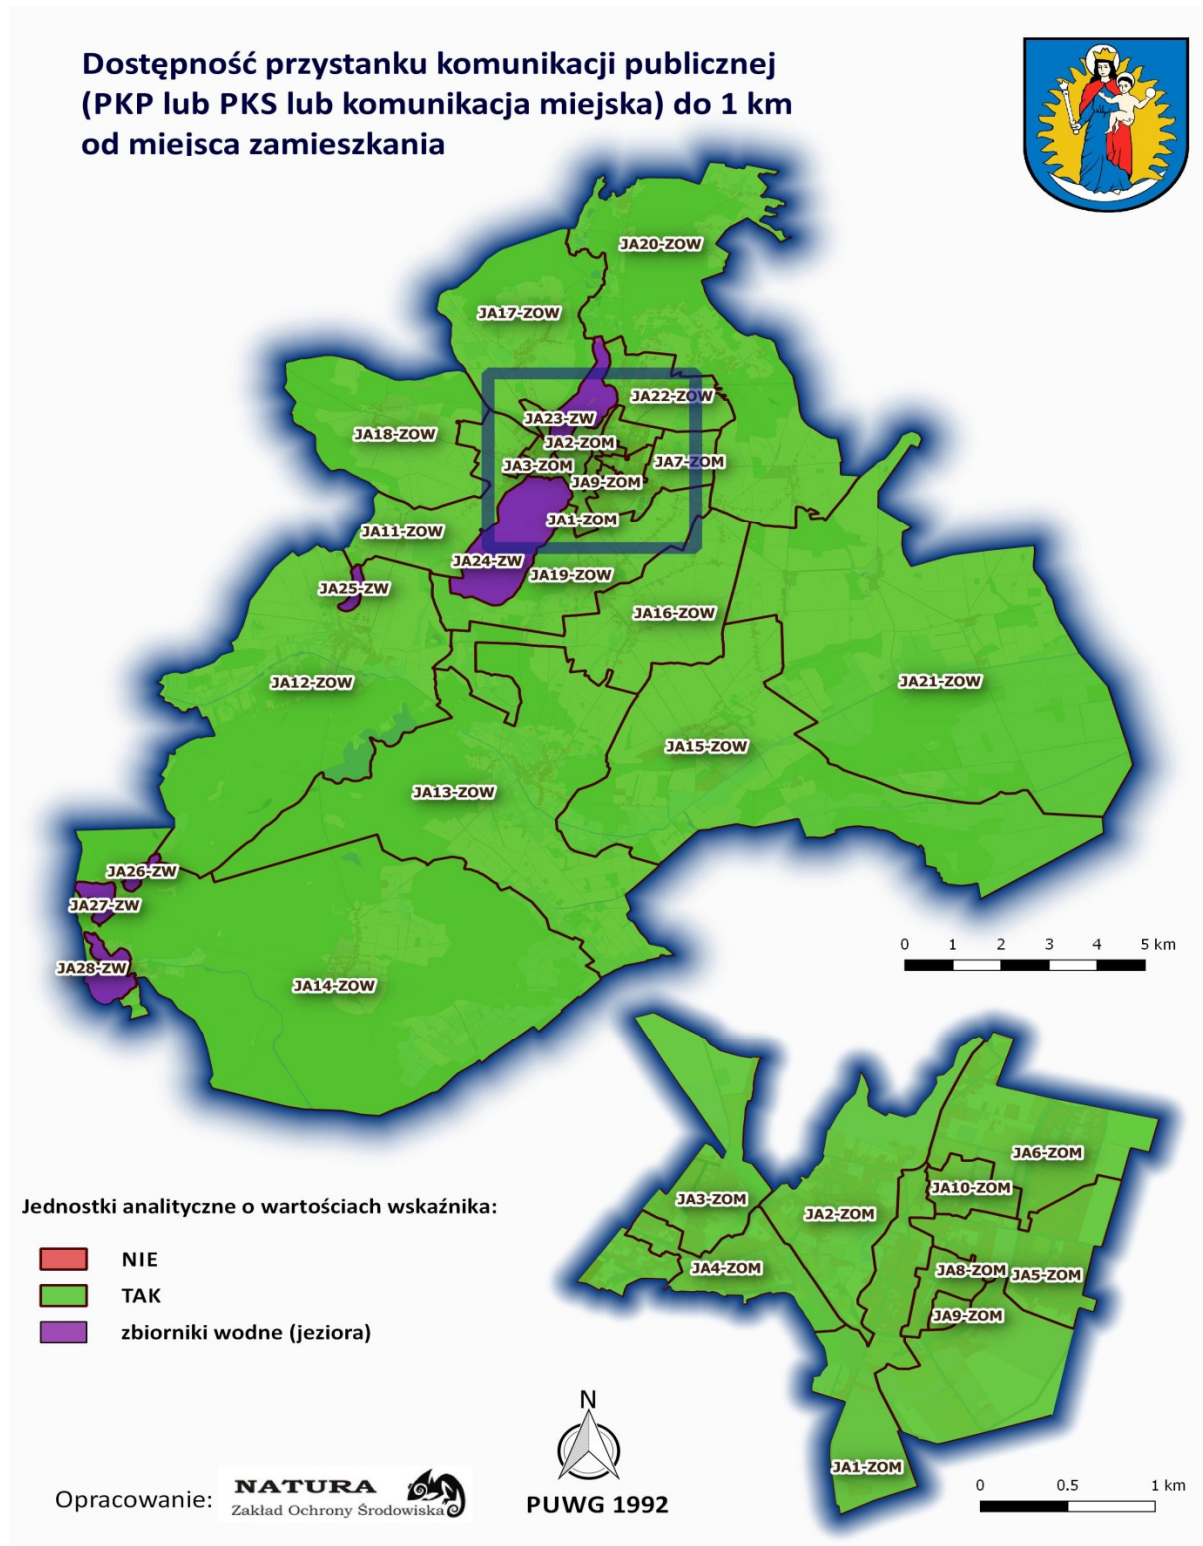 Dostępność przystanku komunikacji publicznej
(PKP lub PKS lub komunikacja miejska) do 1 km
od miejsca zamieszkania
JA20-ZOW
JA17-ZOW
JA22-ZOW
JA23-ZW
JA18-ZOW
JA2-ZOM
JA3-ZOM
JA7-ZOM
JA9-ZOM
JA1-ZOM
JA11-ZOW
JA24-ZW
JA19-ZOW
JA25-ZW
JA16-ZOW
JA12-ZOW
JA21-ZOW
JA15-ZOW
JA13-ZOW
JA26-ZW
JA27-ZW
JA28-ZW
JA14-ZOW
0 1 2 3 4 5 km
JA6-ZOM
JA10-ZOM
JA3-ZOM
JA2-ZOM
JA4-ZOM
JA8-ZOM
JA5-ZOM
JA9-ZOM
JA1-ZOM
0 0.5 1 km
Jednostki analityczne o wartościach wskaźnika:
NIE
TAK
zbiorniki wodne (jeziora)
N
PUWG 1992
Opracowanie:
NATURA
Zakład Ochrony Środowiska